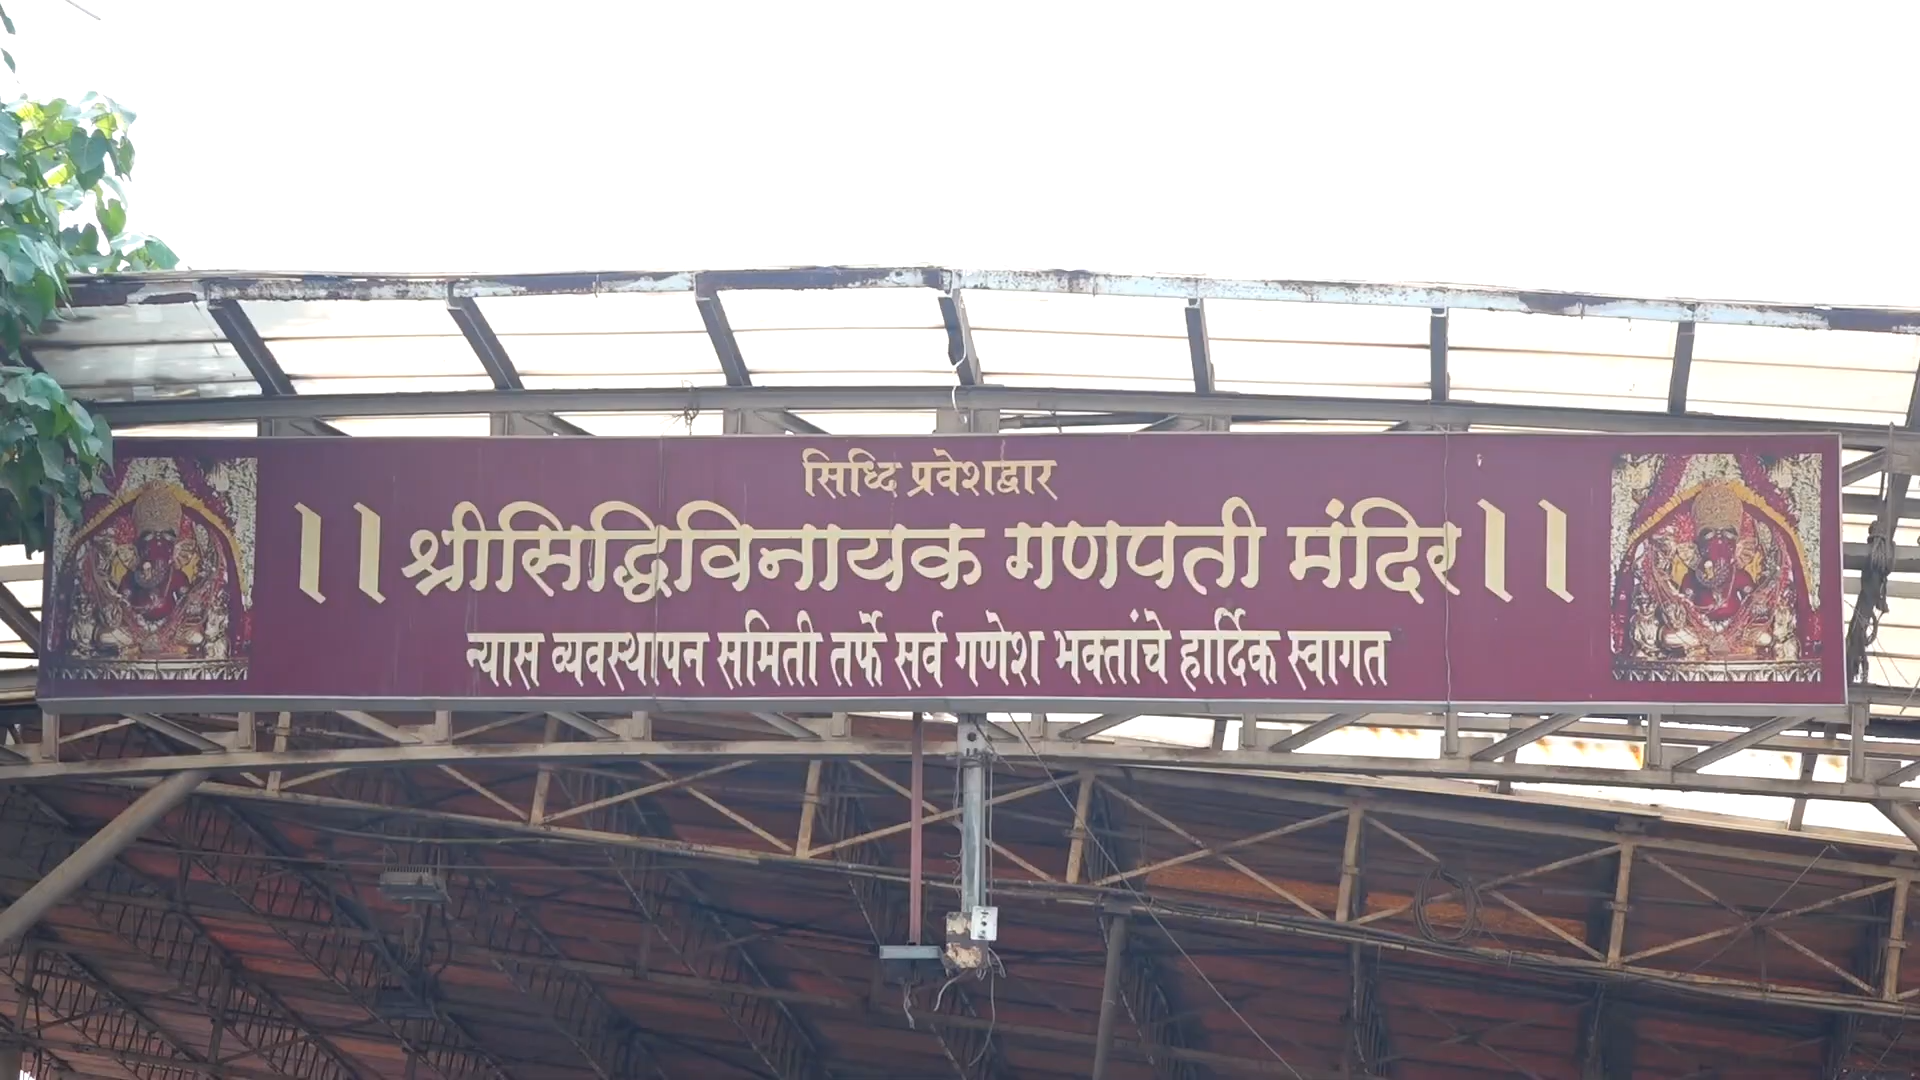 सिध्दि प्रवेशद्वार
।।श्रीसिद्धिविनायक गणपती मंदिर।।
न्यास व्यवस्थापन समिती तर्फे सर्व गणेश भक्तांचे हार्दिक स्वागत